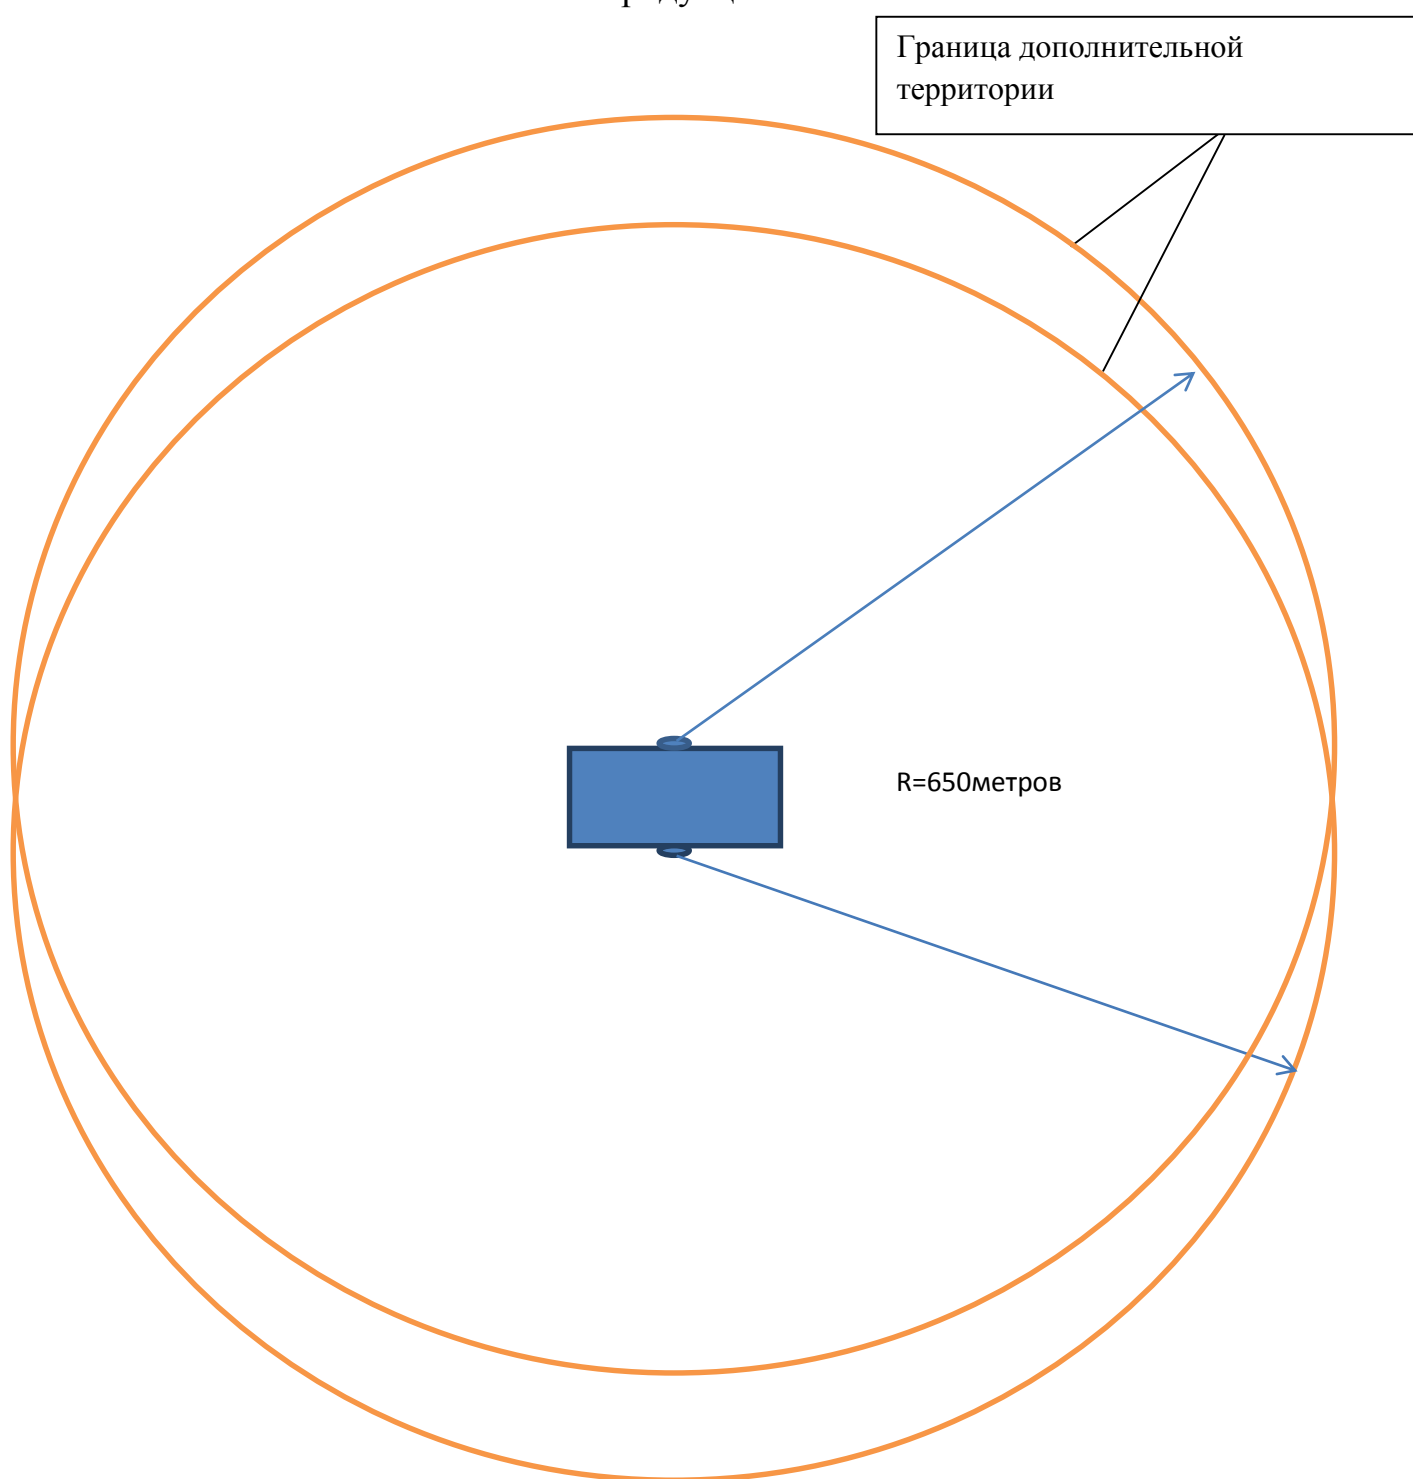 Граница дополнительной
территории
R=650метров